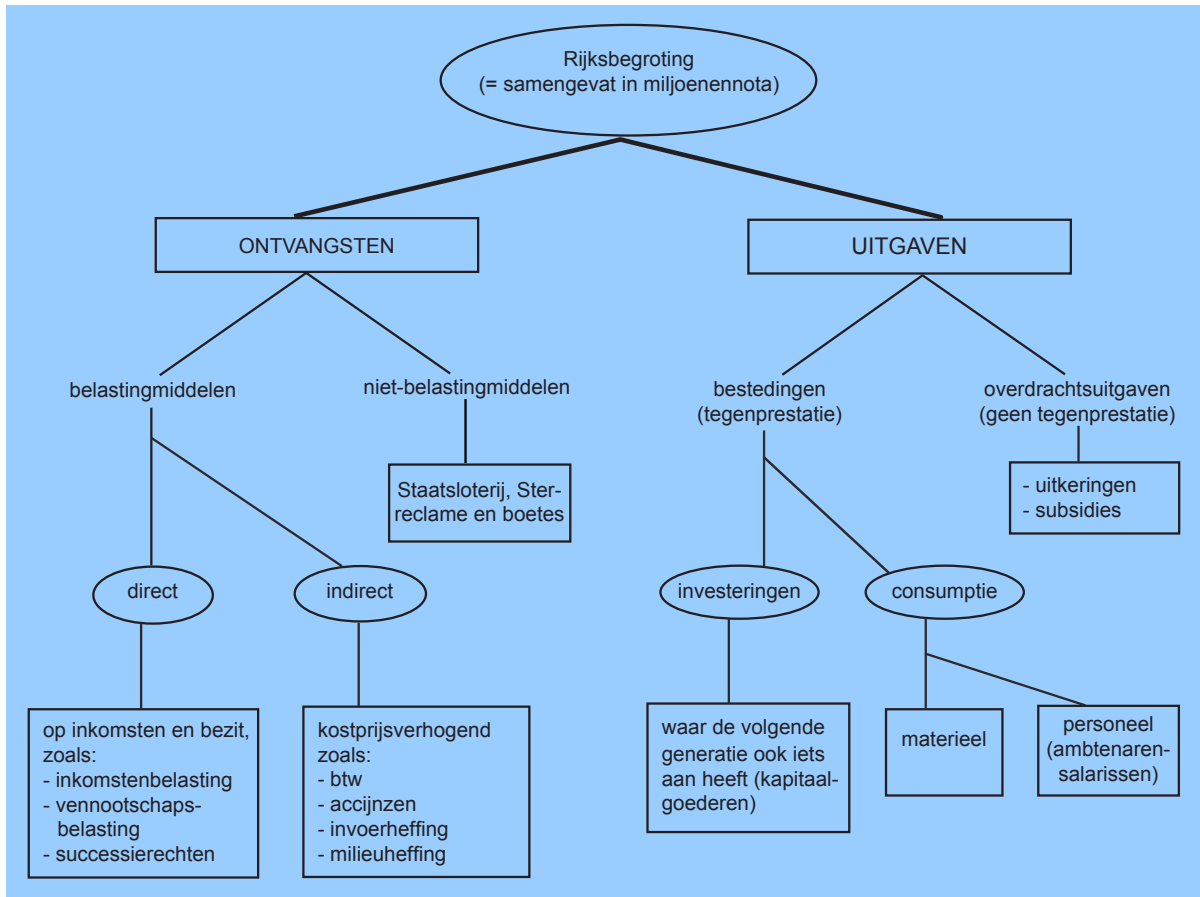 Rijksbegroting
(= samengevat in miljoenennota)
ONTVANGSTEN
UITGAVEN
belastingmiddelen
niet-belastingmiddelen
bestedingen
(tegenprestatie)
overdrachtsuitgaven
(geen tegenprestatie)
Staatsloterij, Ster-
reclame en boetes
- uitkeringen
- subsidies
direct
indirect
investeringen
consumptie
op inkomsten en bezit,
zoals:
- inkomstenbelasting
- vennootschaps-
belasting
- successierechten
kostprijsverhogend
zoals:
- btw
- accijnzen
- invoerheffing
- milieuheffing
waar de volgende
generatie ook iets
aan heeft (kapitaal-
goederen)
materieel
personeel
(ambtenaren-
salarissen)